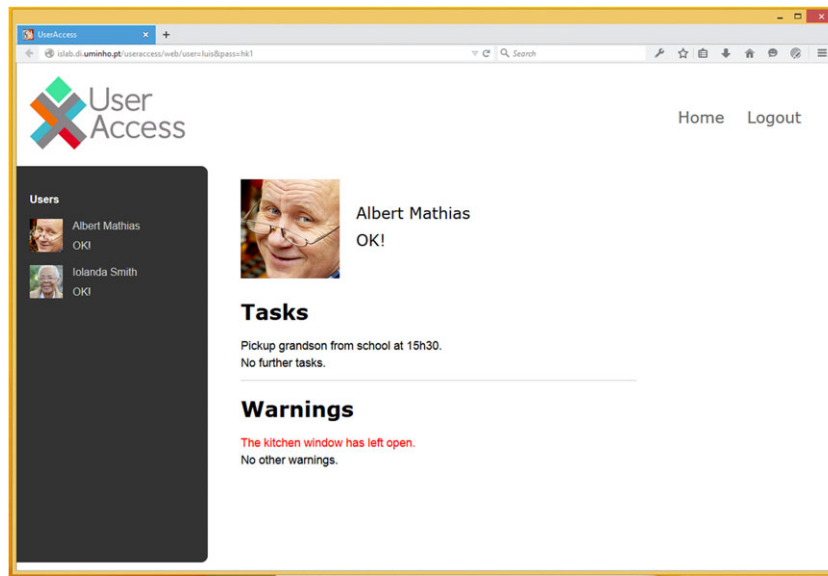 UserAccess
islab.di.uminho.pt/useraccess/web/user=luis&pass=hk1
Search
User
Access
Home Logout
Users
Albert Mathias
OK!
Iolanda Smith
OK!
Albert Mathias
OK!
Tasks
Pickup grandson from school at 15h30.
No further tasks.
Warnings
The kitchen window has left open.
No other warnings.